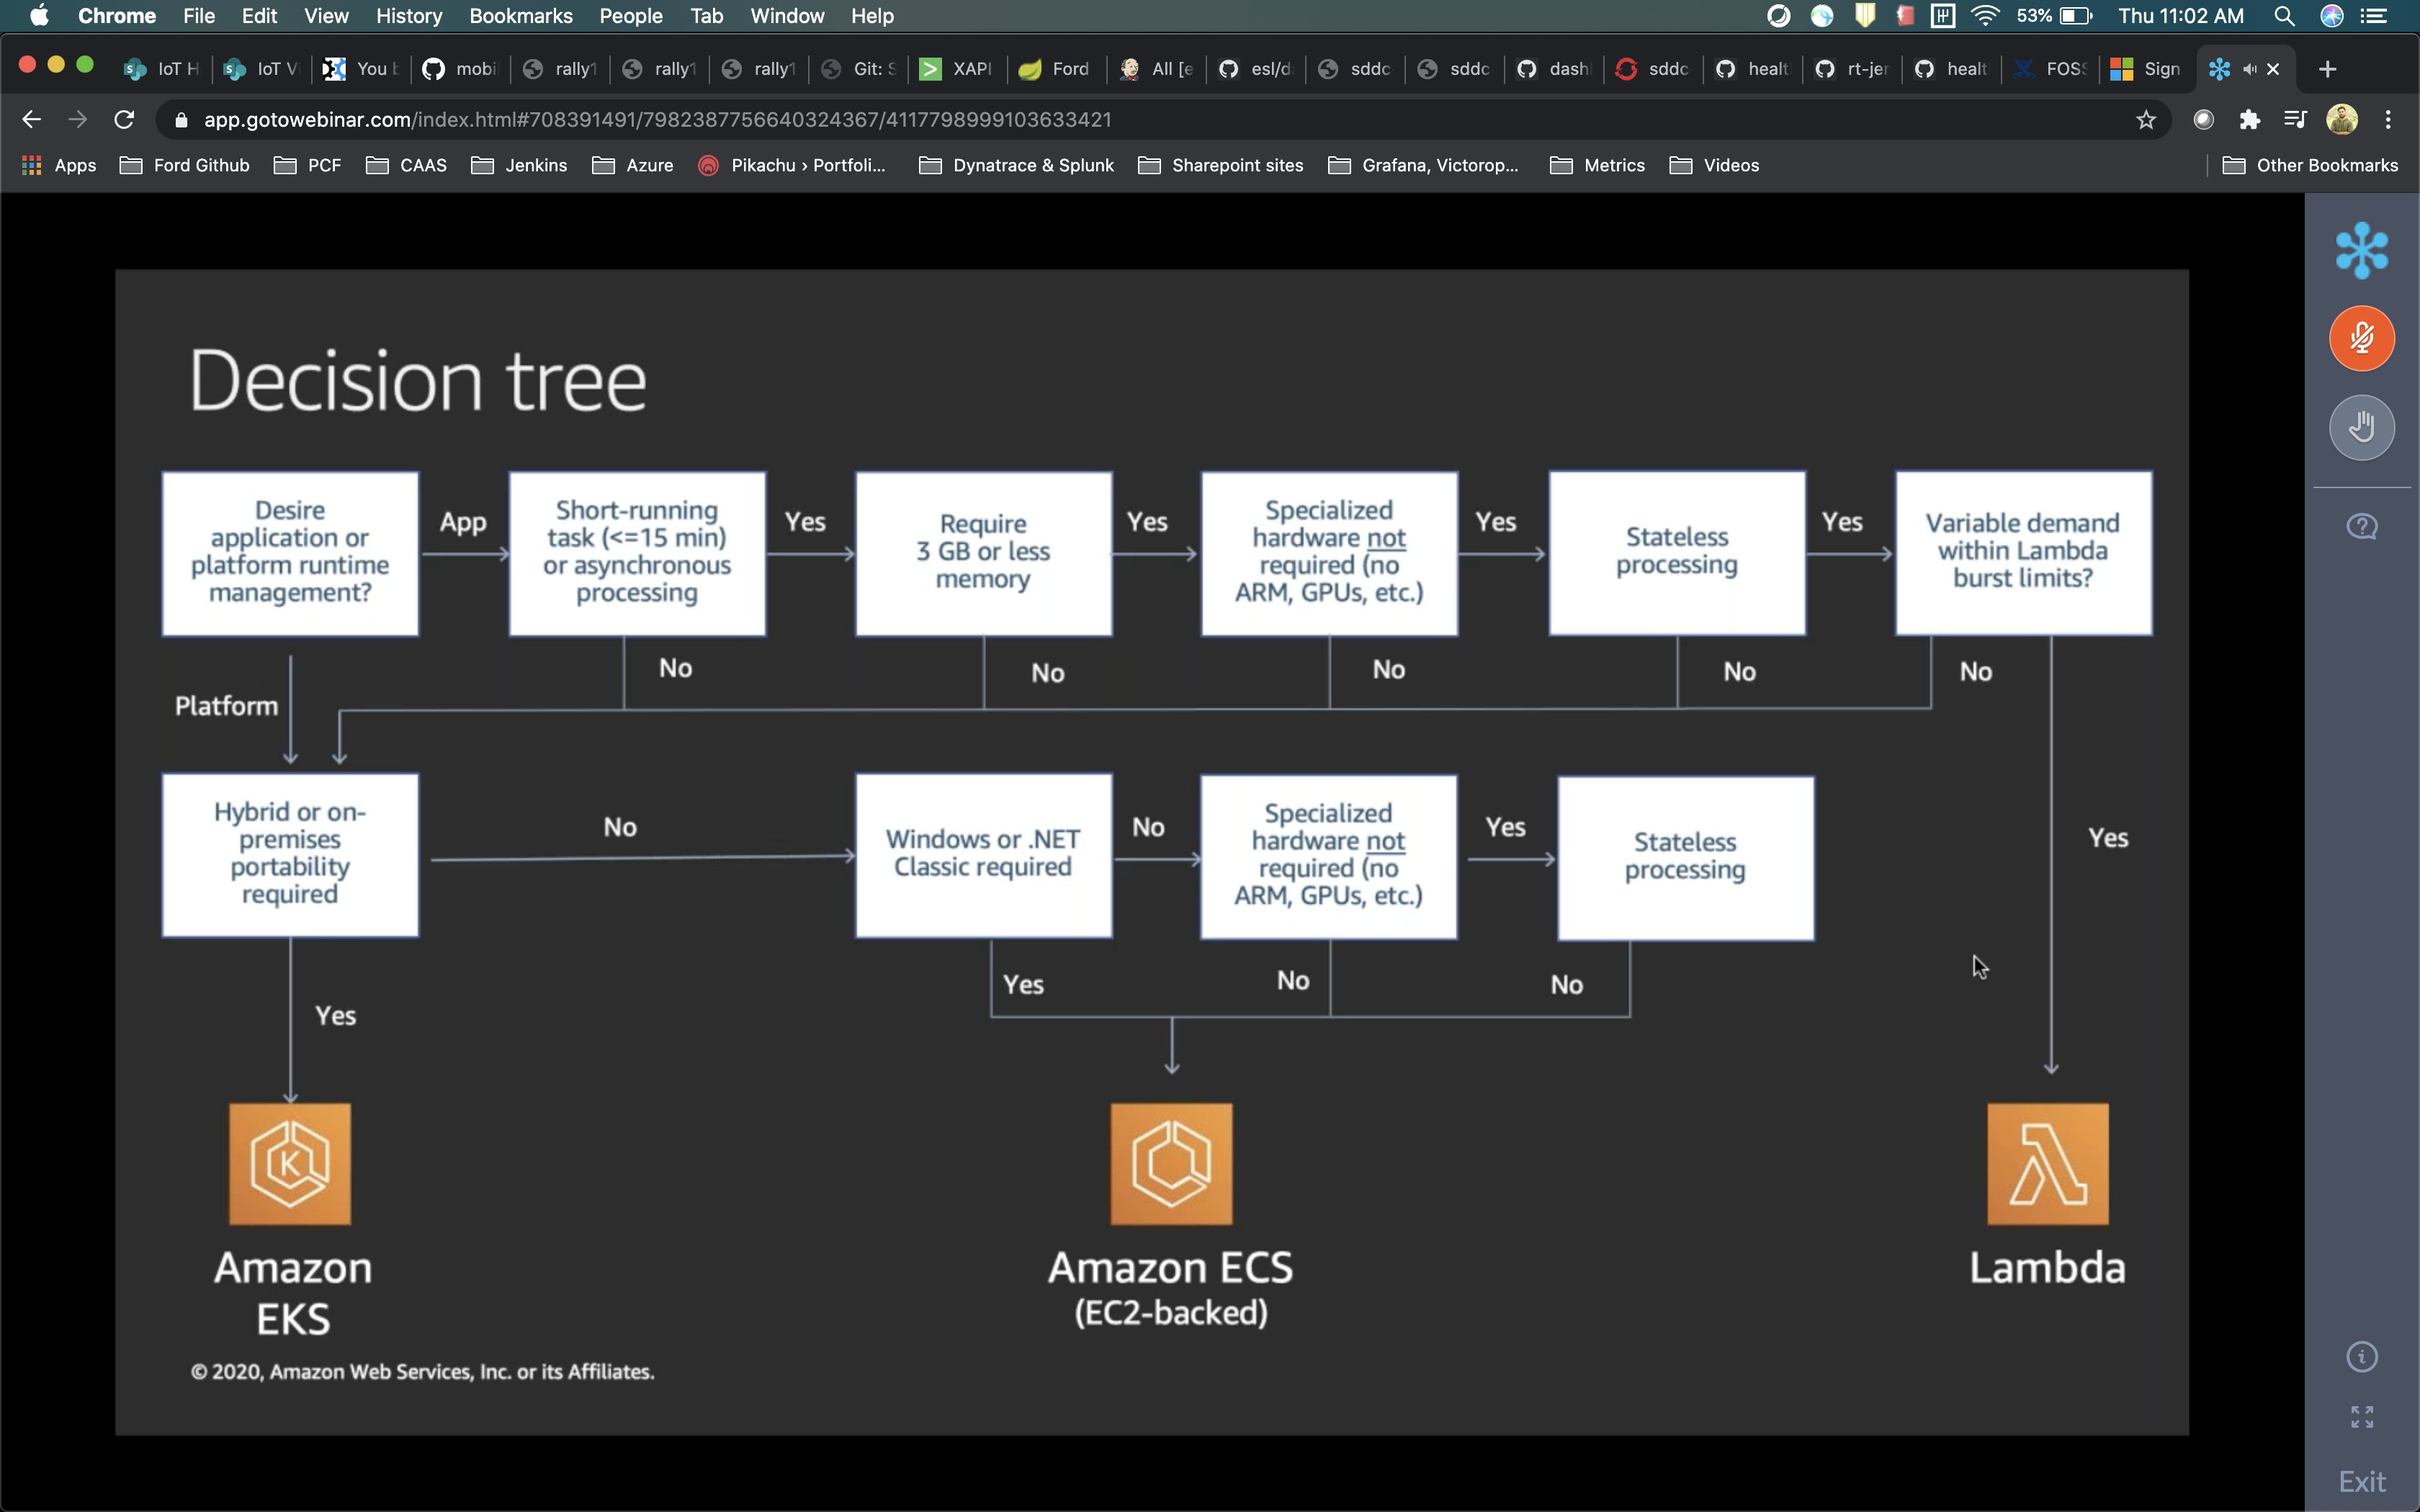 Chrome File Edit View History Bookmarks People Tab Window Help 53% Thu 11:02 AM
IoT H IoT V You b mobi rally1 rally1 rally1 Git: S XAPI Ford All [e esl/d sddc sddc dash sddc healt rt-jer healt FOSS Sign
app.gotowebinar.com/index.html#708391491/7982387756640324367/4117798999103633421
Apps Ford Github PCF CAAS Jenkins Azure Pikachu › Portfoli... Dynatrace & Splunk Sharepoint sites Grafana, Victorop... Metrics Videos Other Bookmarks
Decision tree
Desire
application or
platform runtime
management?
App
Short-running
task (<=15 min)
or asynchronous
processing
Yes
Require
3 GB or less
memory
Yes
Specialized
hardware not
required (no
ARM, GPUs, etc.)
Yes
Stateless
processing
Yes
Variable demand
within Lambda
burst limits?
No
No
No
No
No
Platform
Hybrid or on-
premises
portability
required
No
Windows or .NET
Classic required
No
Specialized
hardware not
required (no
ARM, GPUs, etc.)
Yes
Stateless
processing
Yes
Yes
Yes
No
No
Amazon
EKS
Amazon ECS
(EC2-backed)
Lambda
© 2020, Amazon Web Services, Inc. or its Affiliates.
Exit